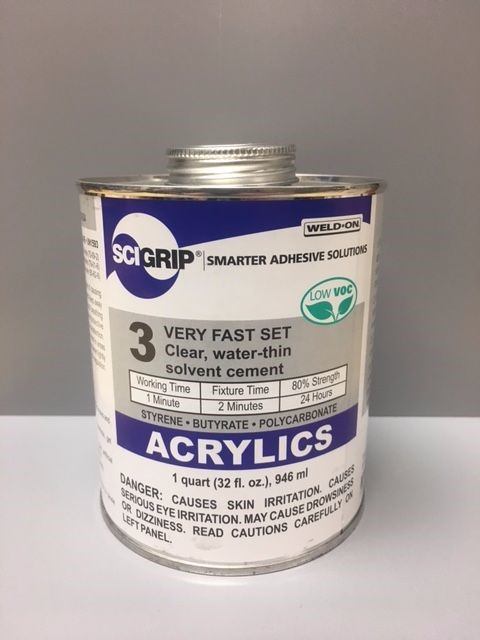 WELD-ON
SCIGRIP® SMARTER ADHESIVE SOLUTIONS
LOW VOC
3 VERY FAST SET
Clear, water-thin
solvent cement
Working Time Fixture Time 80% Strength
1 Minute 2 Minutes 24 Hours
STYRENE • BUTYRATE • POLYCARBONATE
ACRYLICS
1 quart (32 fl. oz.), 946 ml
DANGER: CAUSES SKIN IRRITATION. CAUSES
SERIOUS EYE IRRITATION. MAY CAUSE DROWSINESS
OR DIZZINESS. READ CAUTIONS CAREFULLY ON
LEFT PANEL.